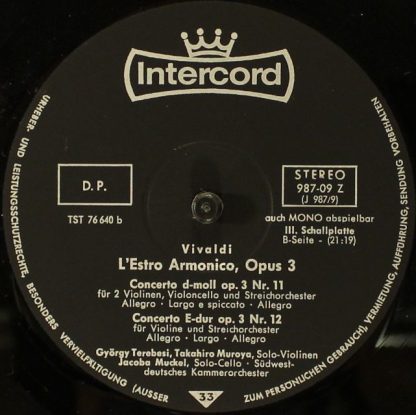 Intercord
D. P.
TST 76 640 b
STEREO
987-09 Z
(J 987/9)
auch MONO abspielbar
III. Schallplatte
B-Seite - (21:19)
Vivaldi
L'Estro Armonico, Opus 3
Concerto d-moll op. 3 Nr. 11
für 2 Violinen, Violoncello und Streichorchester
Allegro · Largo e spiccato · Allegro
Concerto E-dur op. 3 Nr. 12
für Violine und Streichorchester
Allegro · Largo · Allegro
György Terebesi, Takahiro Muroya, Solo-Violinen
Jacoba Muckel, Solo-Cello · Südwest-
deutsches Kammerorchester
33
URHEBER- UND LEISTUNGSSCHUTZRECHTE, BESONDERS VERVIELFÄLTIGUNG (AUSSER ZUM PERSÖNLICHEN GEBRAUCH), VERMIETUNG, AUFFÜHRUNG, SENDUNG VORBEHALTEN